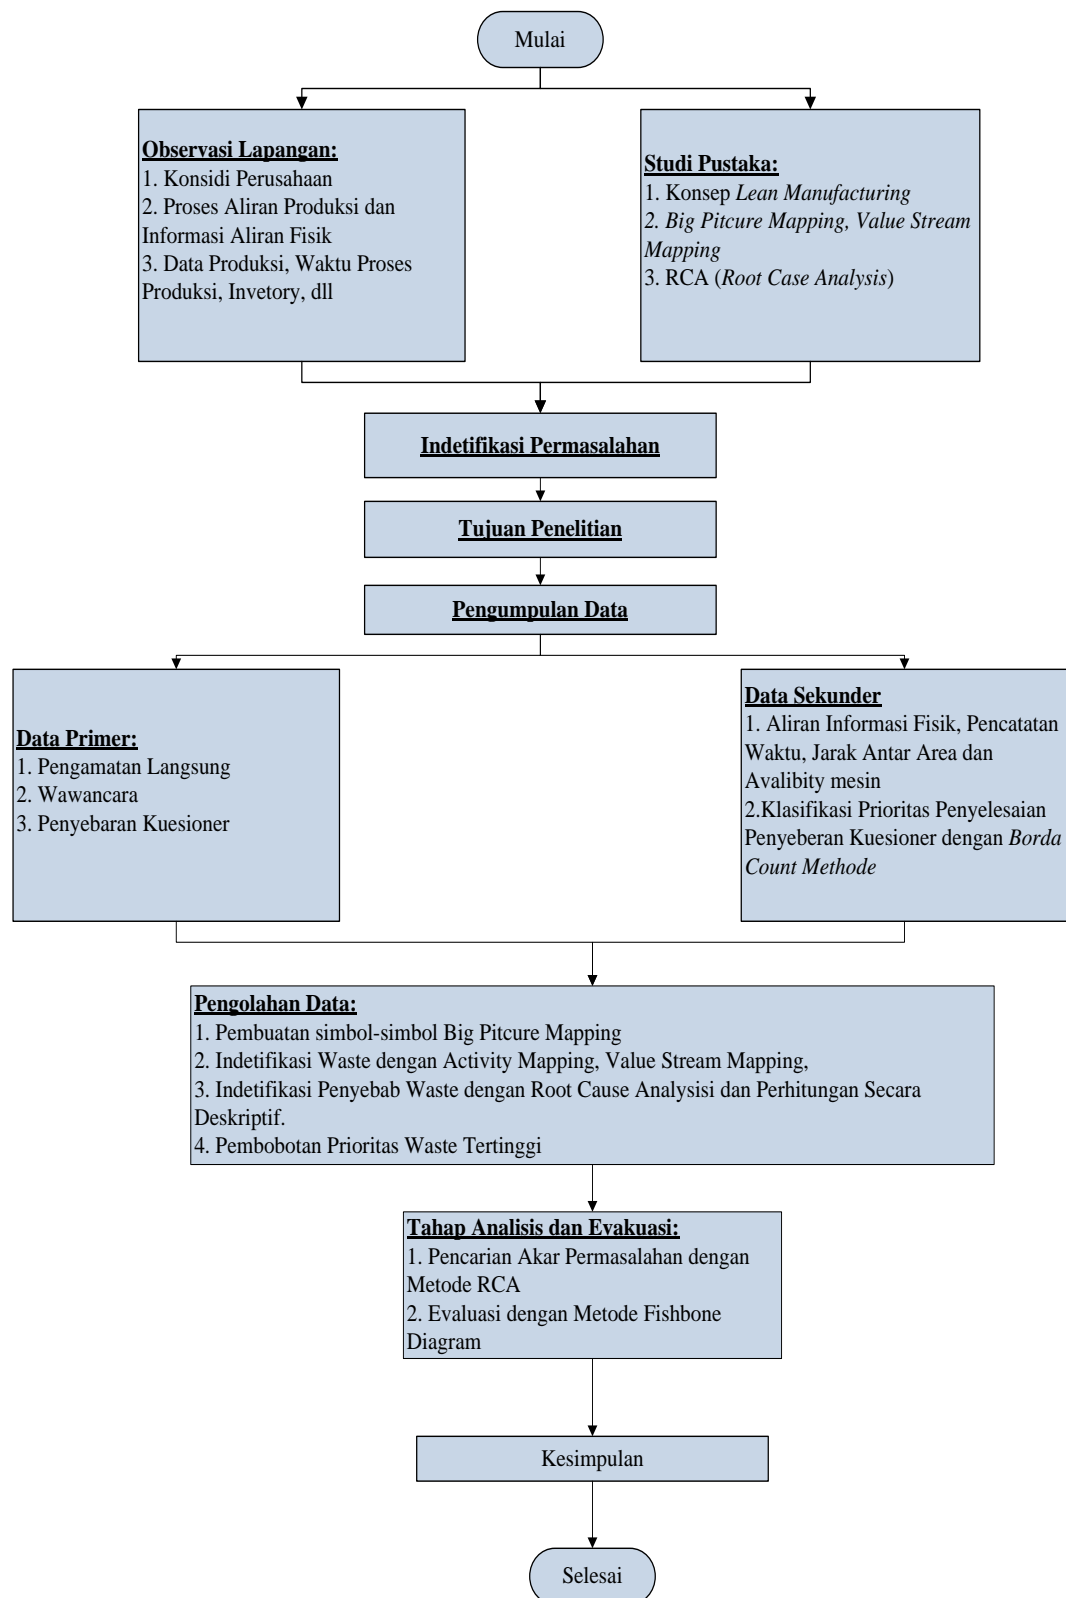 Mulai
Observasi Lapangan:
1. Konsidi Perusahaan
2. Proses Aliran Produksi dan
Informasi Aliran Fisik
3. Data Produksi, Waktu Proses
Produksi, Invetory, dll
Studi Pustaka:
1. Konsep Lean Manufacturing
2. Big Pitcure Mapping, Value Stream
Mapping
3. RCA (Root Case Analysis)
Indetifikasi Permasalahan
Tujuan Penelitian
Pengumpulan Data
Data Primer:
1. Pengamatan Langsung
2. Wawancara
3. Penyebaran Kuesioner
Data Sekunder
1. Aliran Informasi Fisik, Pencatatan
Waktu, Jarak Antar Area dan
Avalibity mesin
2.Klasifikasi Prioritas Penyelesaian
Penyeberan Kuesioner dengan Borda
Count Methode
Pengolahan Data:
1. Pembuatan simbol-simbol Big Pitcure Mapping
2. Indetifikasi Waste dengan Activity Mapping, Value Stream Mapping,
3. Indetifikasi Penyebab Waste dengan Root Cause Analysisi dan Perhitungan Secara
Deskriptif.
4. Pembobotan Prioritas Waste Tertinggi
Tahap Analisis dan Evakuasi:
1. Pencarian Akar Permasalahan dengan
Metode RCA
2. Evaluasi dengan Metode Fishbone
Diagram
Kesimpulan
Selesai